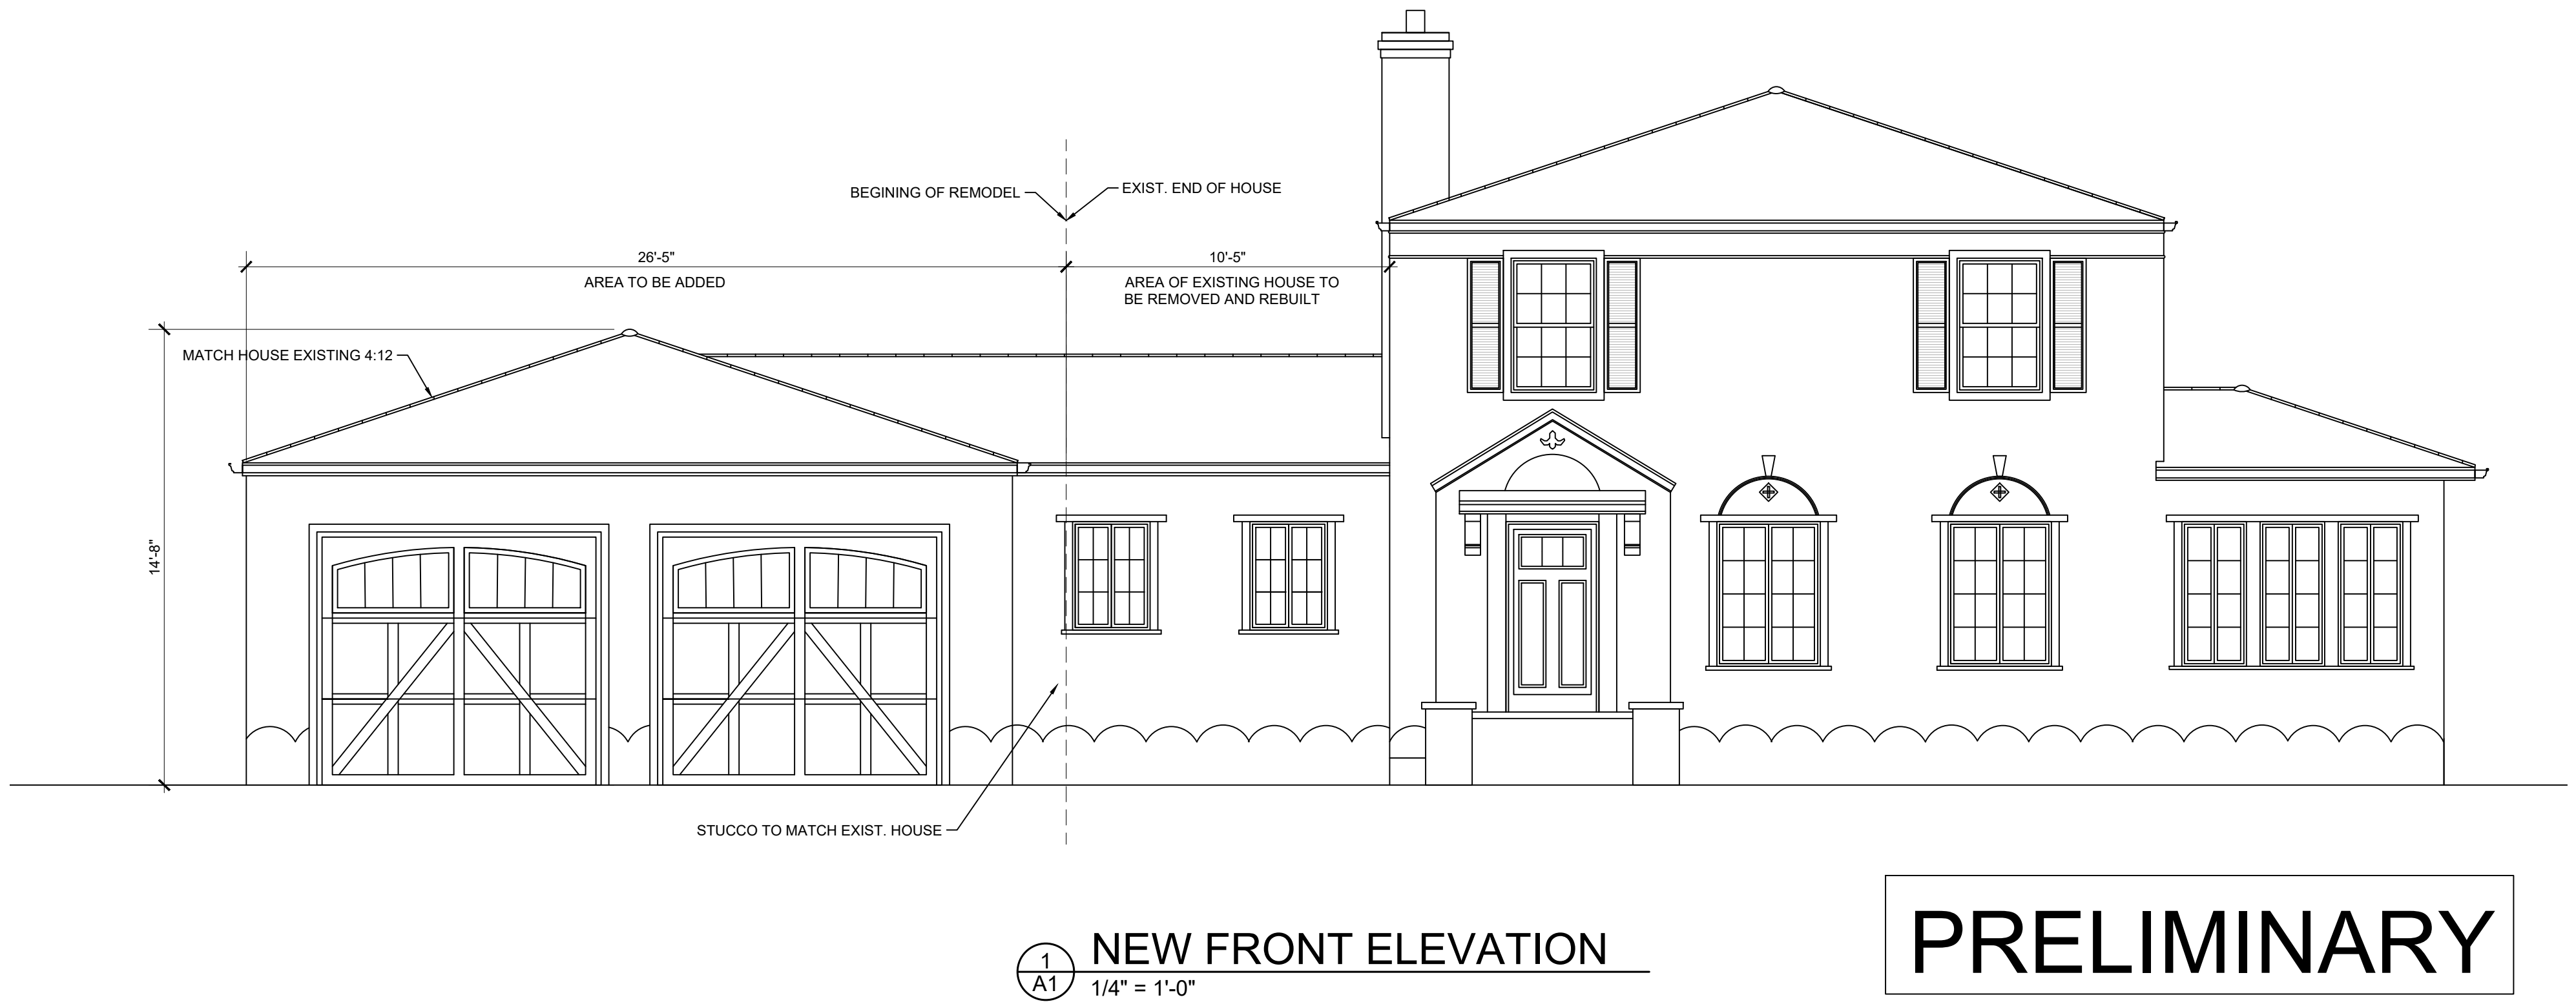 BEGINING OF REMODEL
EXIST. END OF HOUSE
26'-5"
AREA TO BE ADDED
10'-5"
AREA OF EXISTING HOUSE TO
BE REMOVED AND REBUILT
MATCH HOUSE EXISTING 4:12
14'-8"
STUCCO TO MATCH EXIST. HOUSE
1
A1
NEW FRONT ELEVATION
1/4" = 1'-0"
PRELIMINARY